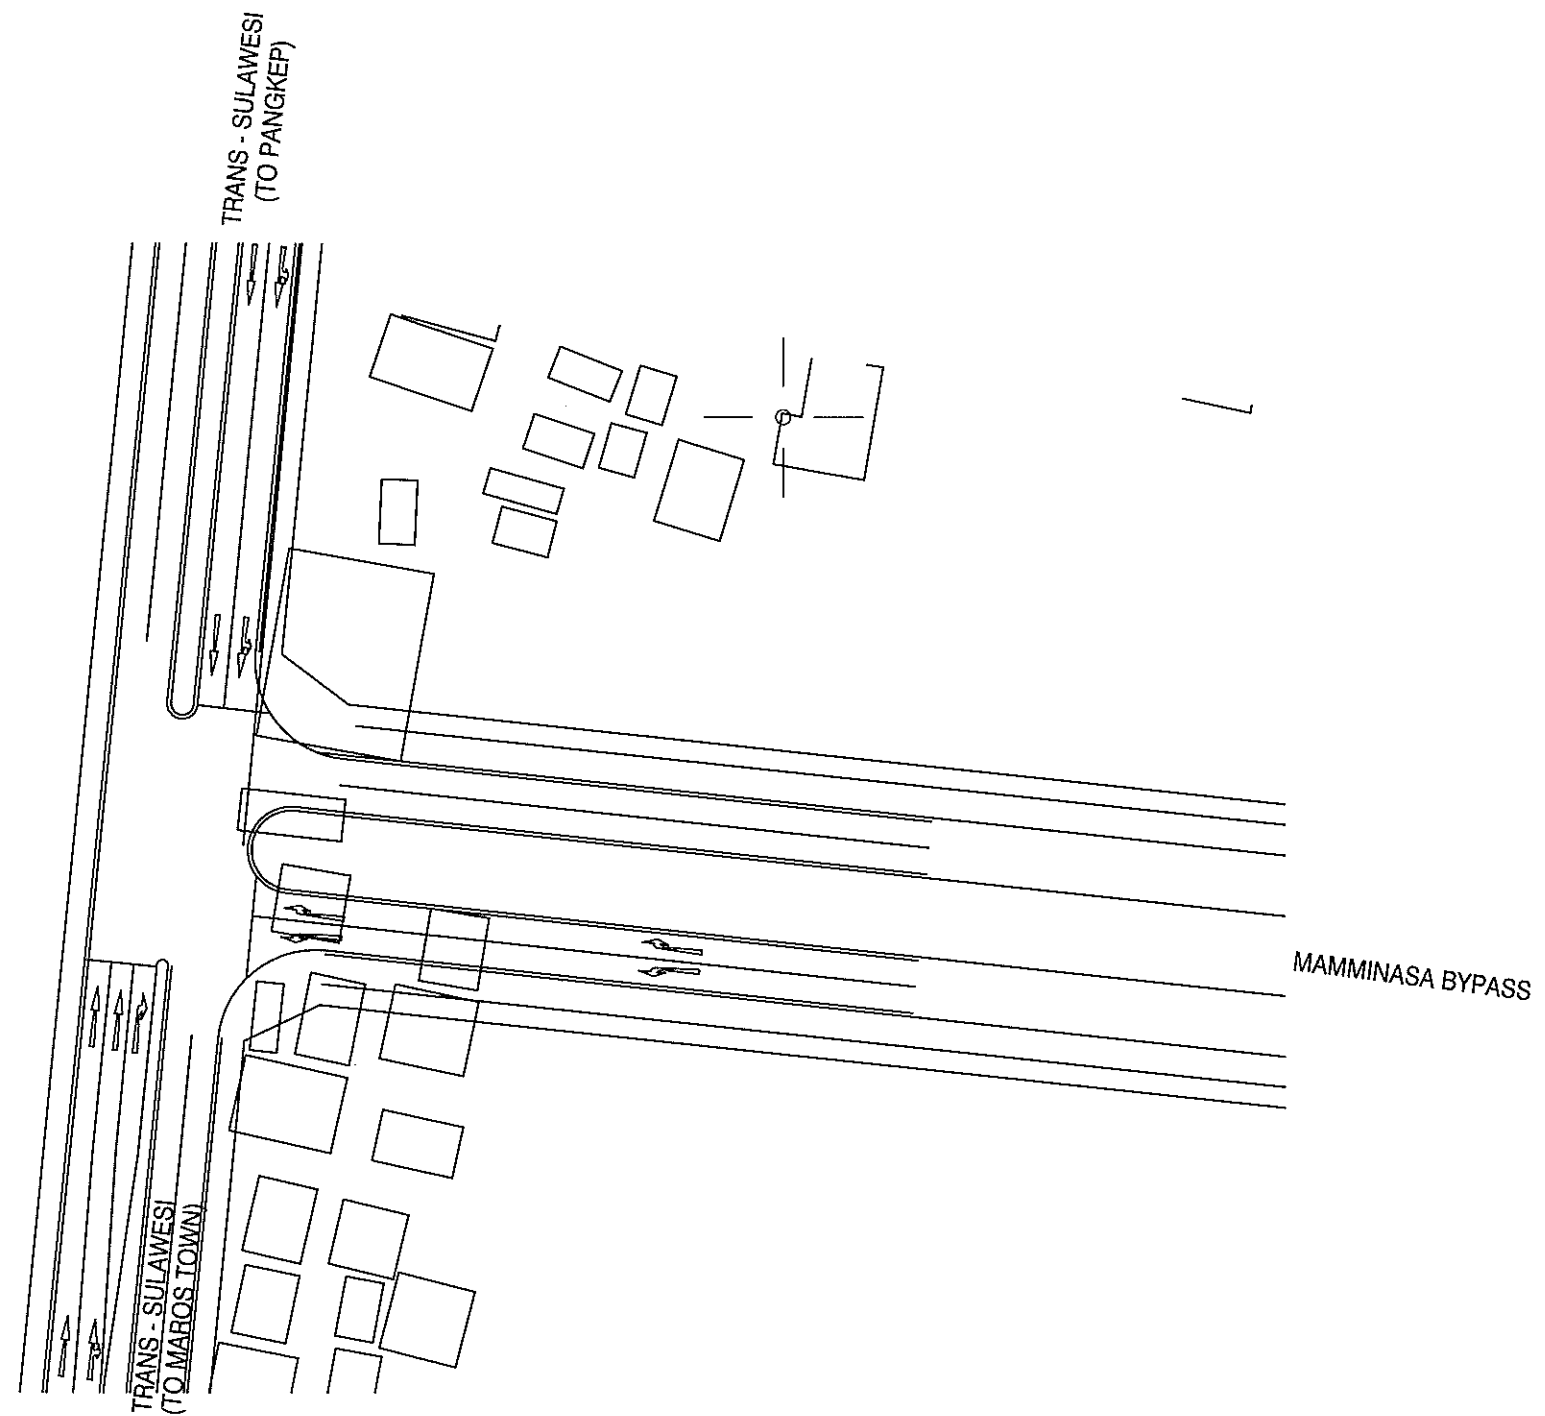 TRANS - SULAWESI
(TO PANGKEP)
MAMMINASA BYPASS
TRANS - SULAWESI
(TO MAROS TOWN)